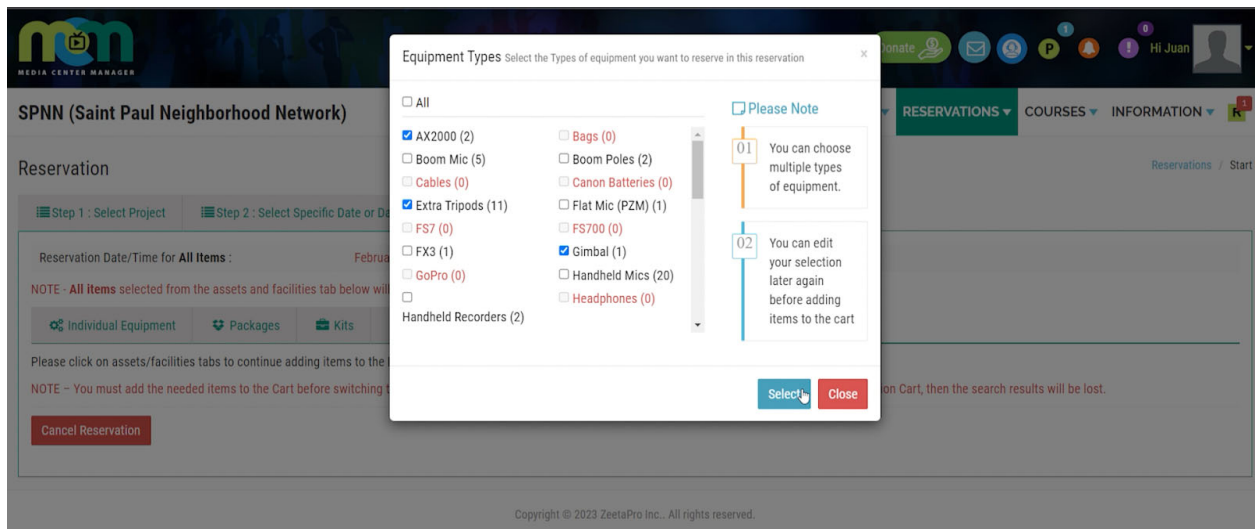 mcm
MEDIA CENTER MANAGER
onate
1
P
0
Hi Juan
SPNN (Saint Paul Neighborhood Network)
RESERVATIONS
COURSES
INFORMATION
R
1
Reservation
Reservations / Start
Step 1 : Select Project
Step 2 : Select Specific Date or Da
Reservation Date/Time for All Items :
Februa
NOTE - All items selected from the assets and facilities tab below will
Individual Equipment
Packages
Kits
Please click on assets/facilities tabs to continue adding items to the
NOTE – You must add the needed items to the Cart before switching t
on Cart, then the search results will be lost.
Cancel Reservation
Equipment Types Select the Types of equipment you want to reserve in this reservation
×
All
AX2000 (2)
Bags (0)
Boom Mic (5)
Boom Poles (2)
Cables (0)
Canon Batteries (0)
Extra Tripods (11)
Flat Mic (PZM) (1)
FS7 (0)
FS700 (0)
FX3 (1)
Gimbal (1)
GoPro (0)
Handheld Mics (20)
Headphones (0)
Handheld Recorders (2)
Please Note
01
You can choose
multiple types
of equipment.
02
You can edit
your selection
later again
before adding
items to the cart
Select
Close
Copyright © 2023 ZeetaPro Inc.. All rights reserved.